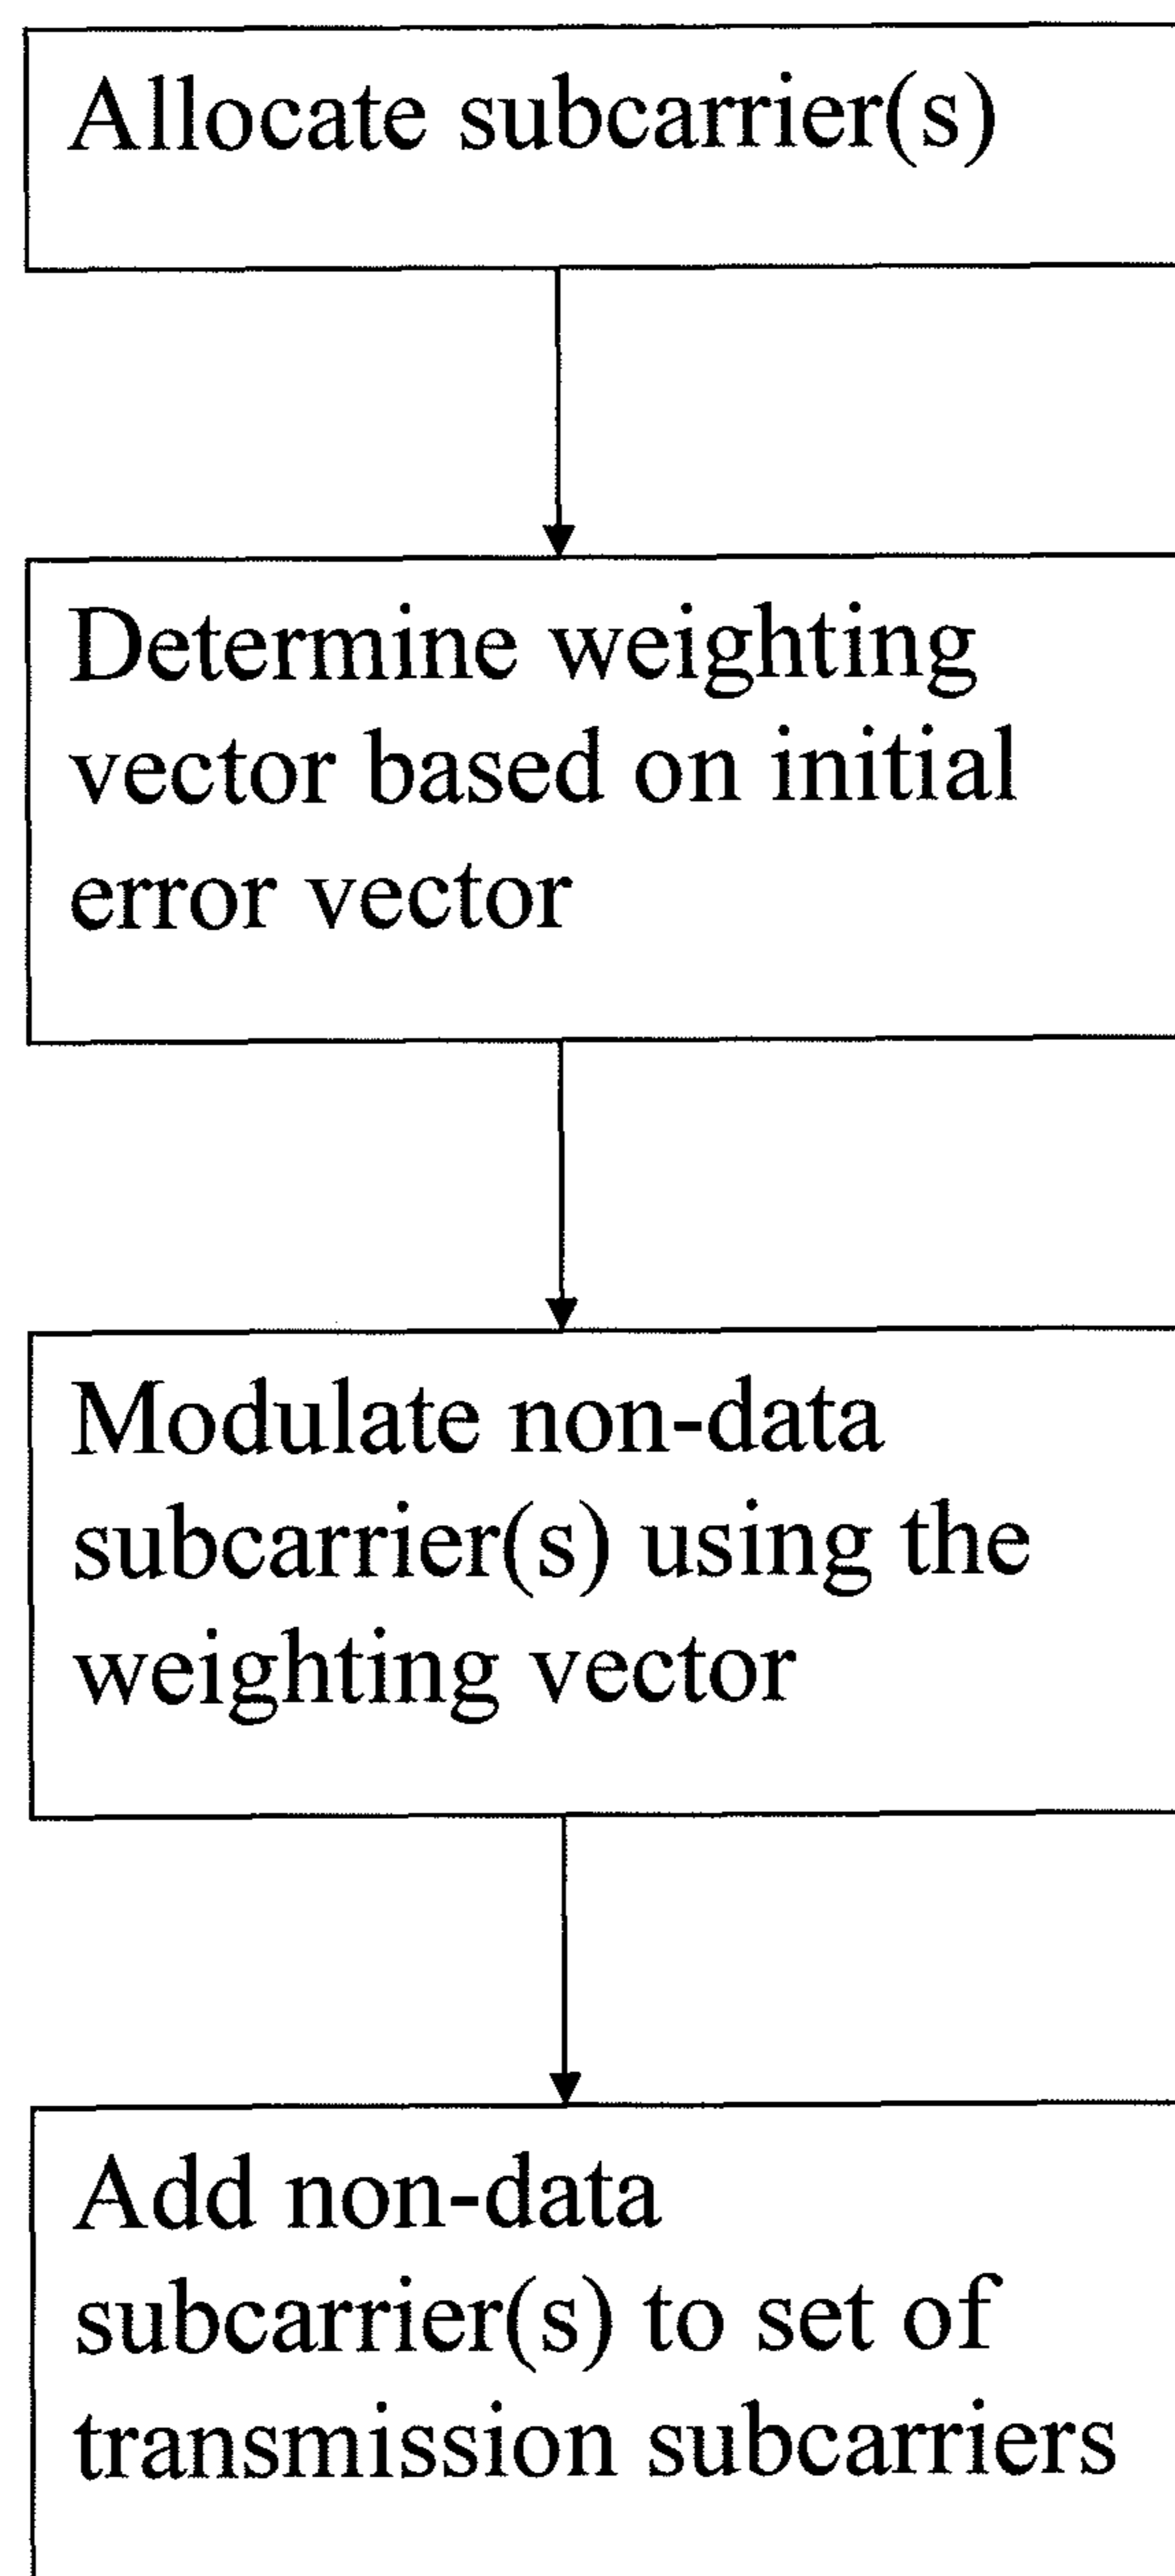 Allocate subcarrier(s)
Determine weighting
vector based on initial
error vector
Modulate non-data
subcarrier(s) using the
weighting vector
Add non-data
subcarrier(s) to set of
transmission subcarriers